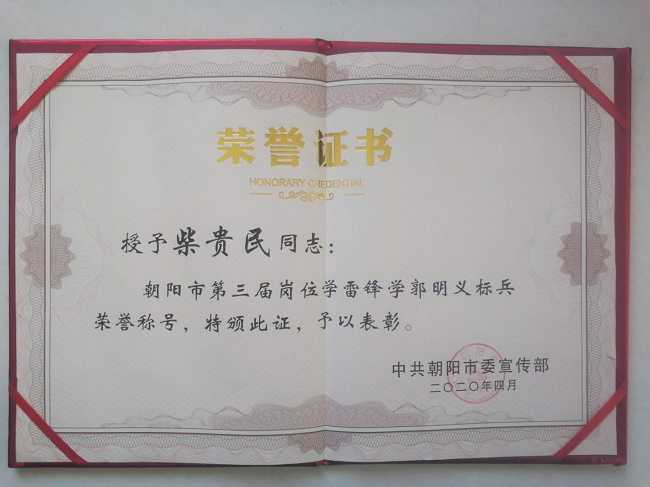 荣誉证书
HONORARY CREDENTIAL
授予柴贵民同志：
朝阳市第三届岗位学雷锋学郭明义标兵
荣誉称号，特颁此证，予以表彰。
中共朝阳市委宣传部
二〇二〇年四月